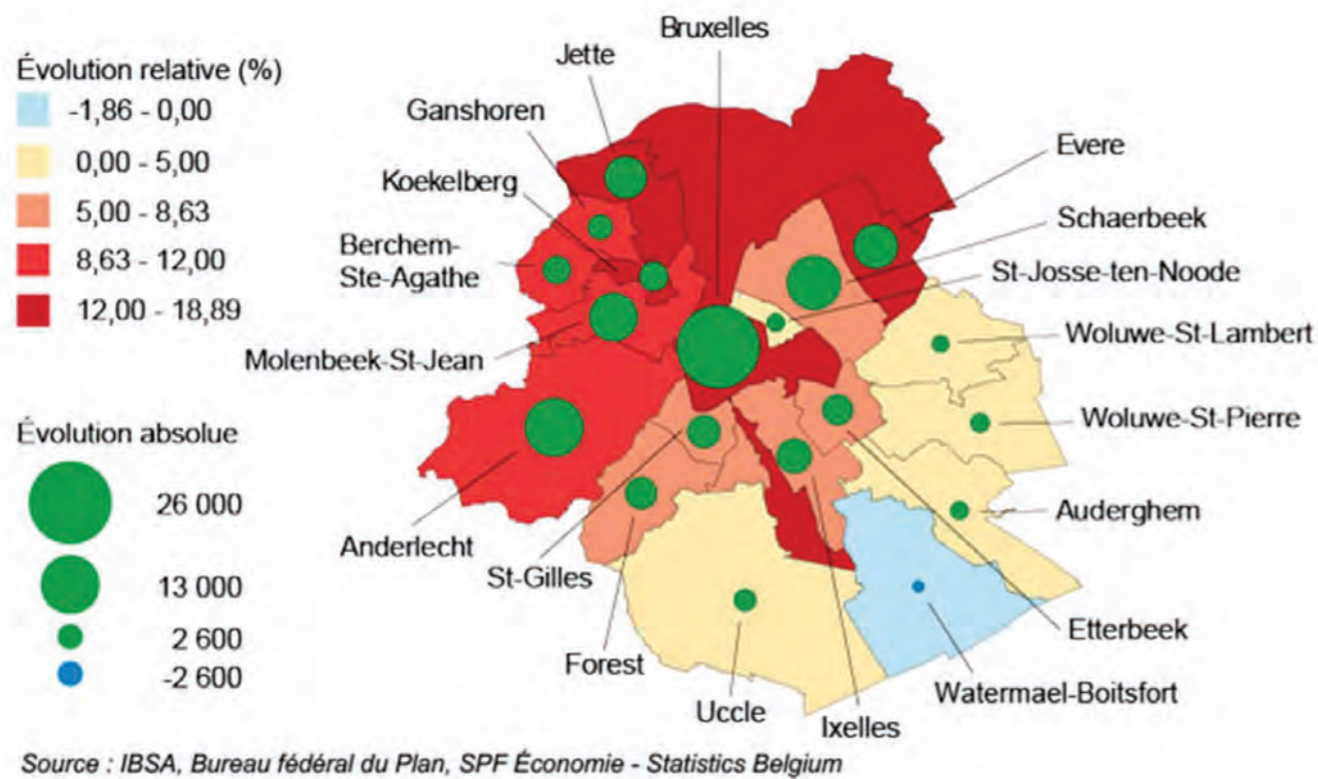 Évolution relative (%)
-1,86 - 0,00
0,00 - 5,00
5,00 - 8,63
8,63 - 12,00
12,00 - 18,89
Évolution absolue
26 000
13 000
2 600
-2 600
Bruxelles
Jette
Ganshoren
Koekelberg
Berchem-
Ste-Agathe
Molenbeek-St-Jean
Anderlecht
St-Gilles
Forest
Uccle
Ixelles
Evere
Schaerbeek
St-Josse-ten-Noode
Woluwe-St-Lambert
Woluwe-St-Pierre
Auderghem
Etterbeek
Watermael-Boitsfort
Source : IBSA, Bureau fédéral du Plan, SPF Économie - Statistics Belgium